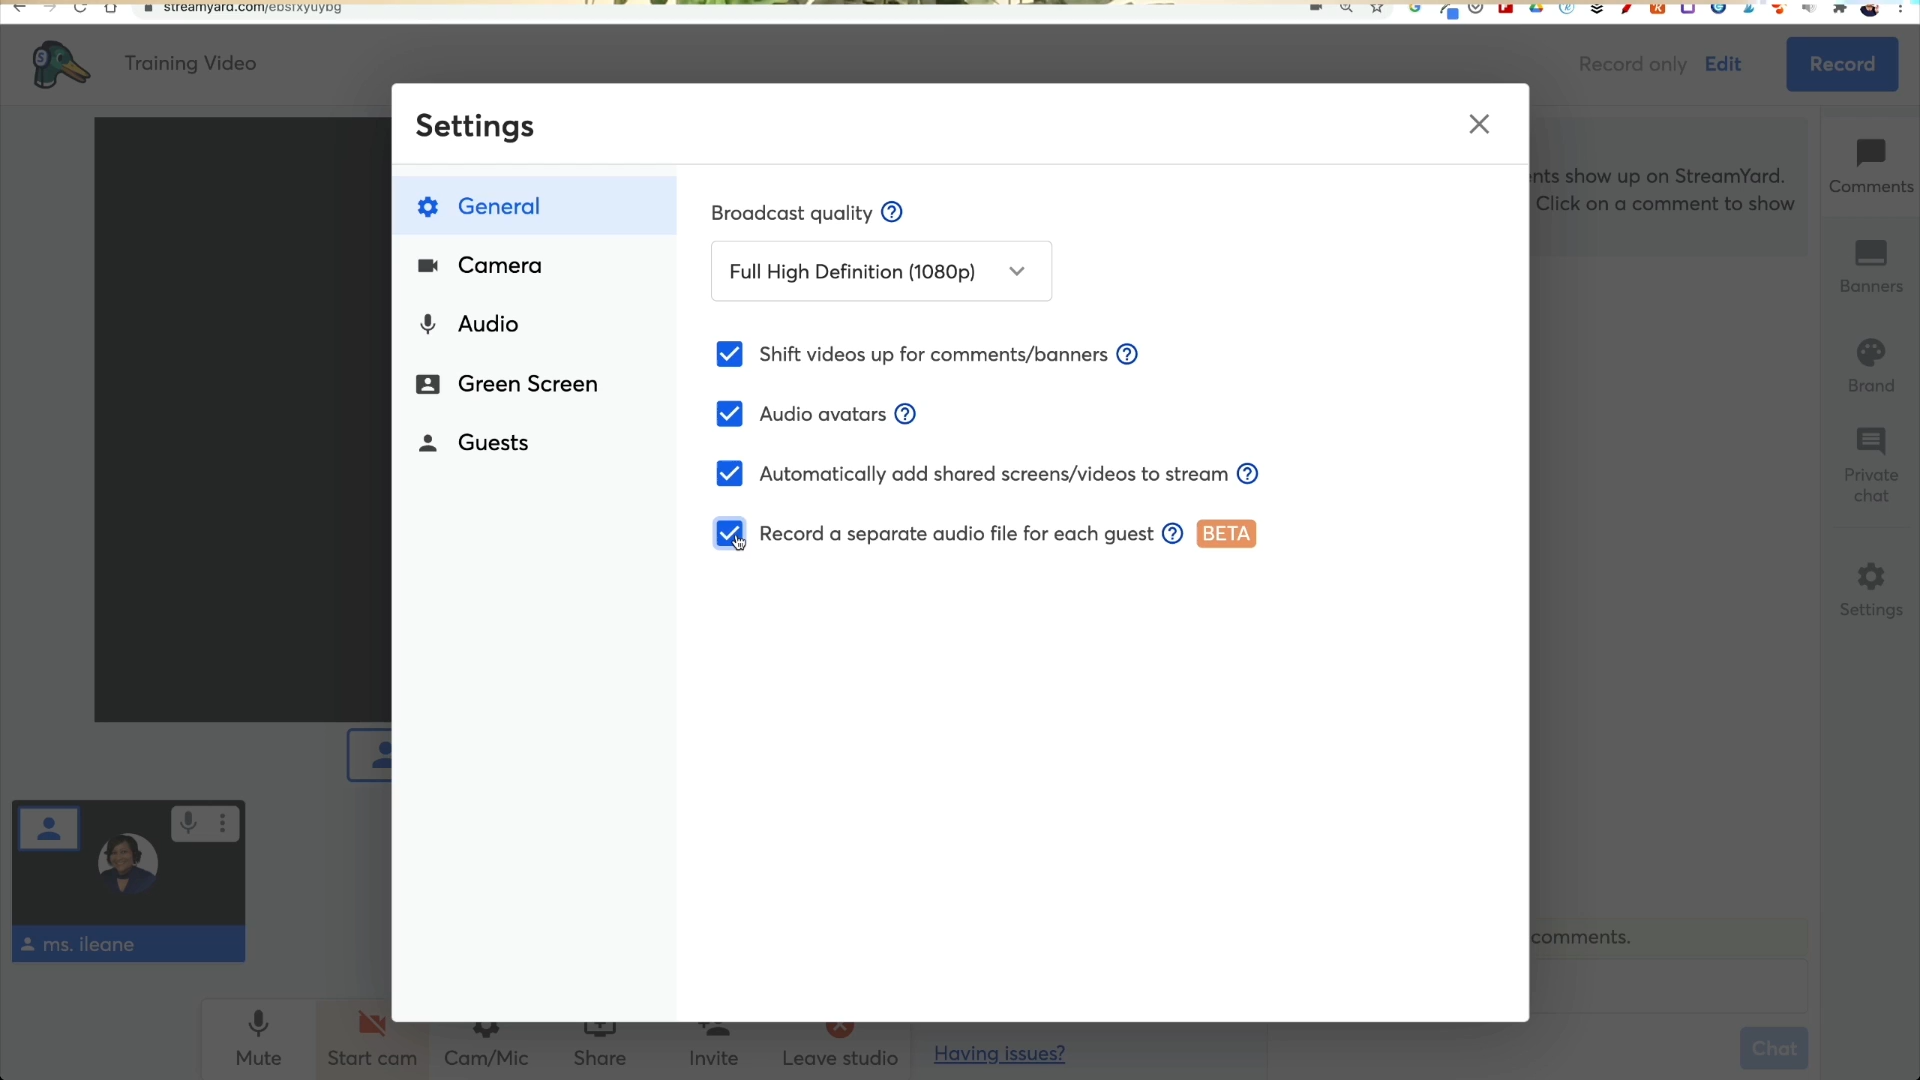 streamyard.com/ebsfxyuybg
Training Video
Record only Edit Record
Settings
General
Camera
Audio
Green Screen
Guests
Broadcast quality
Full High Definition (1080p)
Shift videos up for comments/banners
Audio avatars
Automatically add shared screens/videos to stream
Record a separate audio file for each guest BETA
nts show up on StreamYard.
Click on a comment to show
comments.
Chat
Comments
Banners
Brand
Private
chat
Settings
ms. ileane
Mute Start cam Cam/Mic Share Invite Leave studio Having issues?